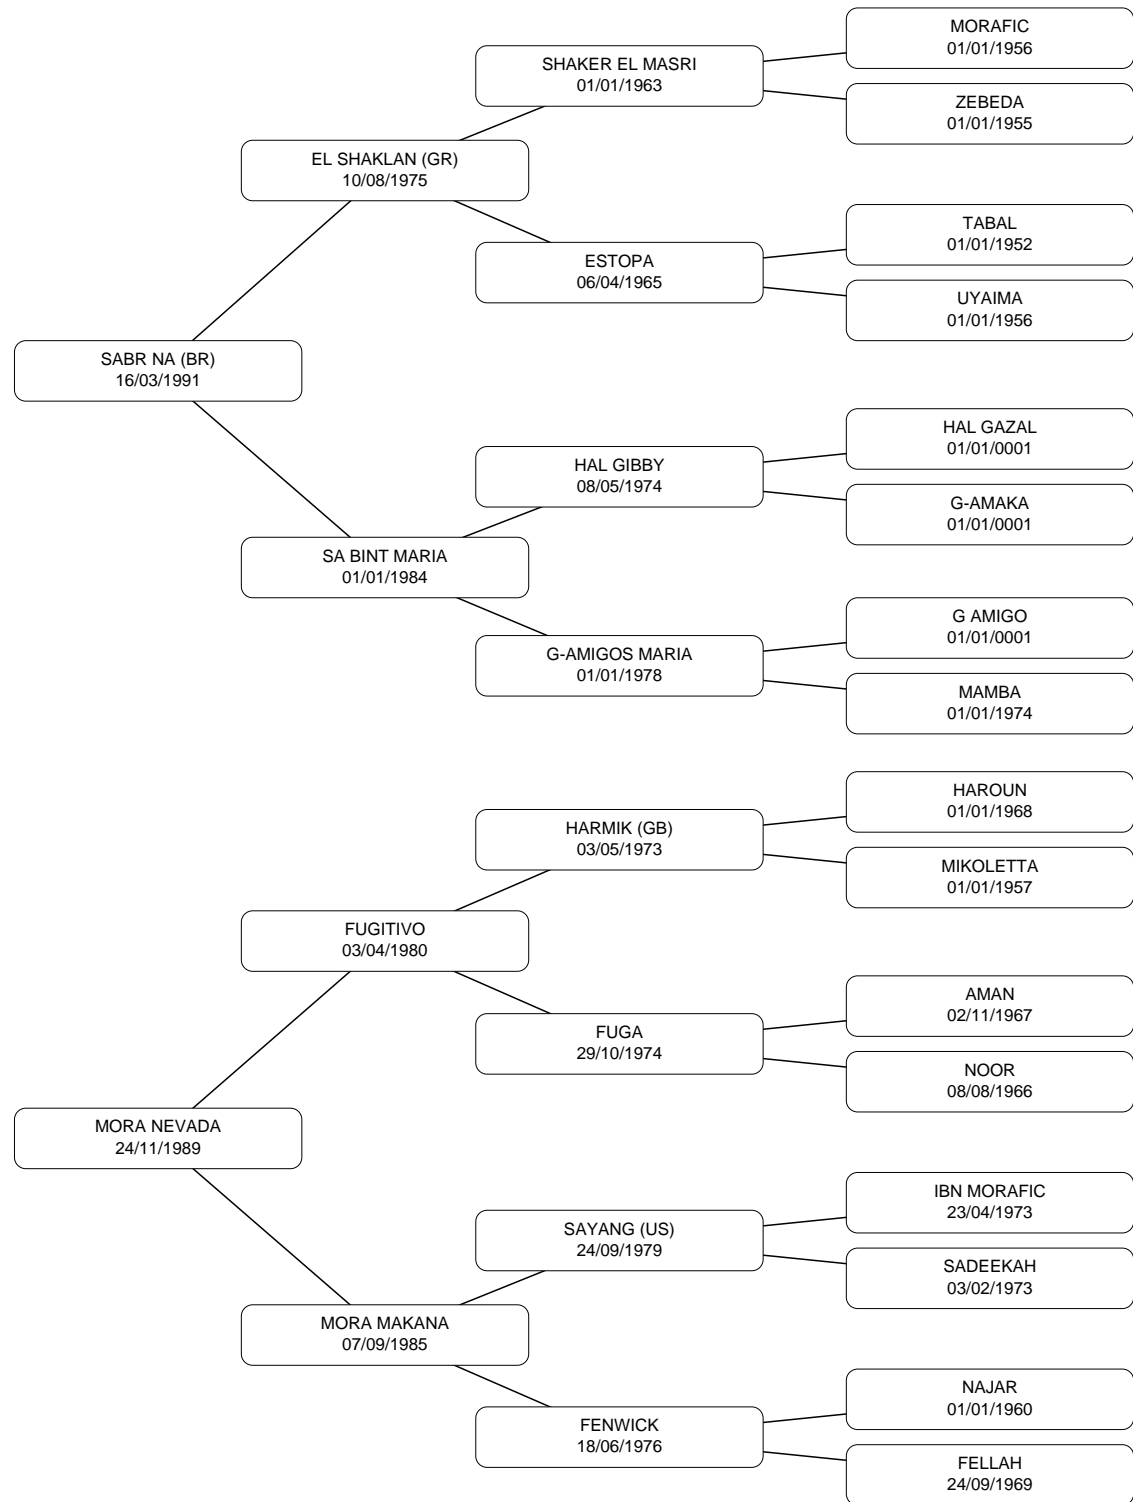 MORAFIC
01/01/1956
SHAKER EL MASRI
01/01/1963
ZEBEDA
01/01/1955
EL SHAKLAN (GR)
10/08/1975
TABAL
01/01/1952
ESTOPA
06/04/1965
UYAIMA
01/01/1956
SABR NA (BR)
16/03/1991
HAL GAZAL
01/01/0001
HAL GIBBY
08/05/1974
G-AMAKA
01/01/0001
SA BINT MARIA
01/01/1984
G AMIGO
01/01/0001
G-AMIGOS MARIA
01/01/1978
MAMBA
01/01/1974
HAROUN
01/01/1968
HARMIK (GB)
03/05/1973
MIKOLETTA
01/01/1957
FUGITIVO
03/04/1980
AMAN
02/11/1967
FUGA
29/10/1974
NOOR
08/08/1966
MORA NEVADA
24/11/1989
IBN MORAFIC
23/04/1973
SAYANG (US)
24/09/1979
SADEEKAH
03/02/1973
MORA MAKANA
07/09/1985
NAJAR
01/01/1960
FENWICK
18/06/1976
FELLAH
24/09/1969